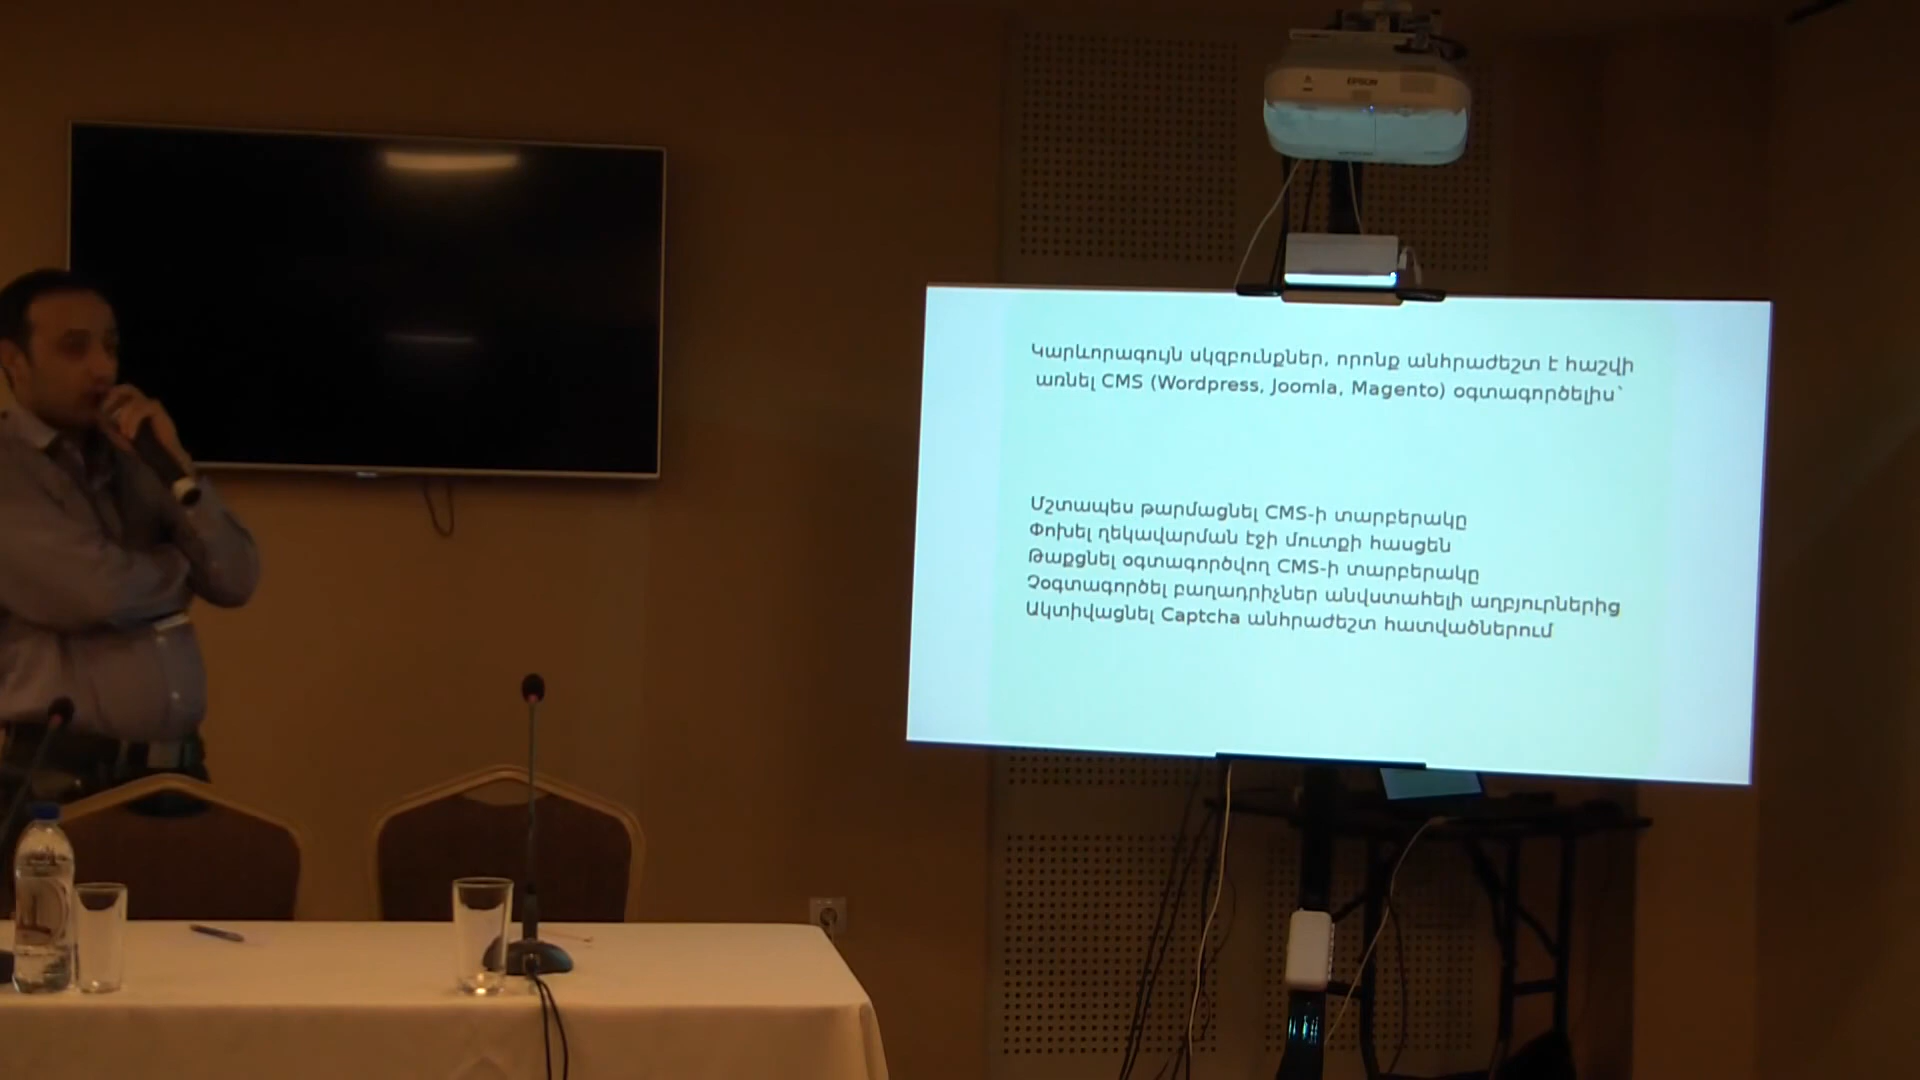 EPSON
Կարևորագույն սկզբունքներ, որոնք անհրաժեշտ է հաշվի
առնել CMS (Wordpress, Joomla, Magento) օգտագործելիս՝
Մշտապես թարմացնել CMS-ի տարբերակը
Փոխել ղեկավարման էջի մուտքի հասցեն
Թաքցնել օգտագործվող CMS-ի տարբերակը
Չօգտագործել բաղադրիչներ անվստահելի աղբյուրներից
Ակտիվացնել Captcha անհրաժեշտ հատվածներում